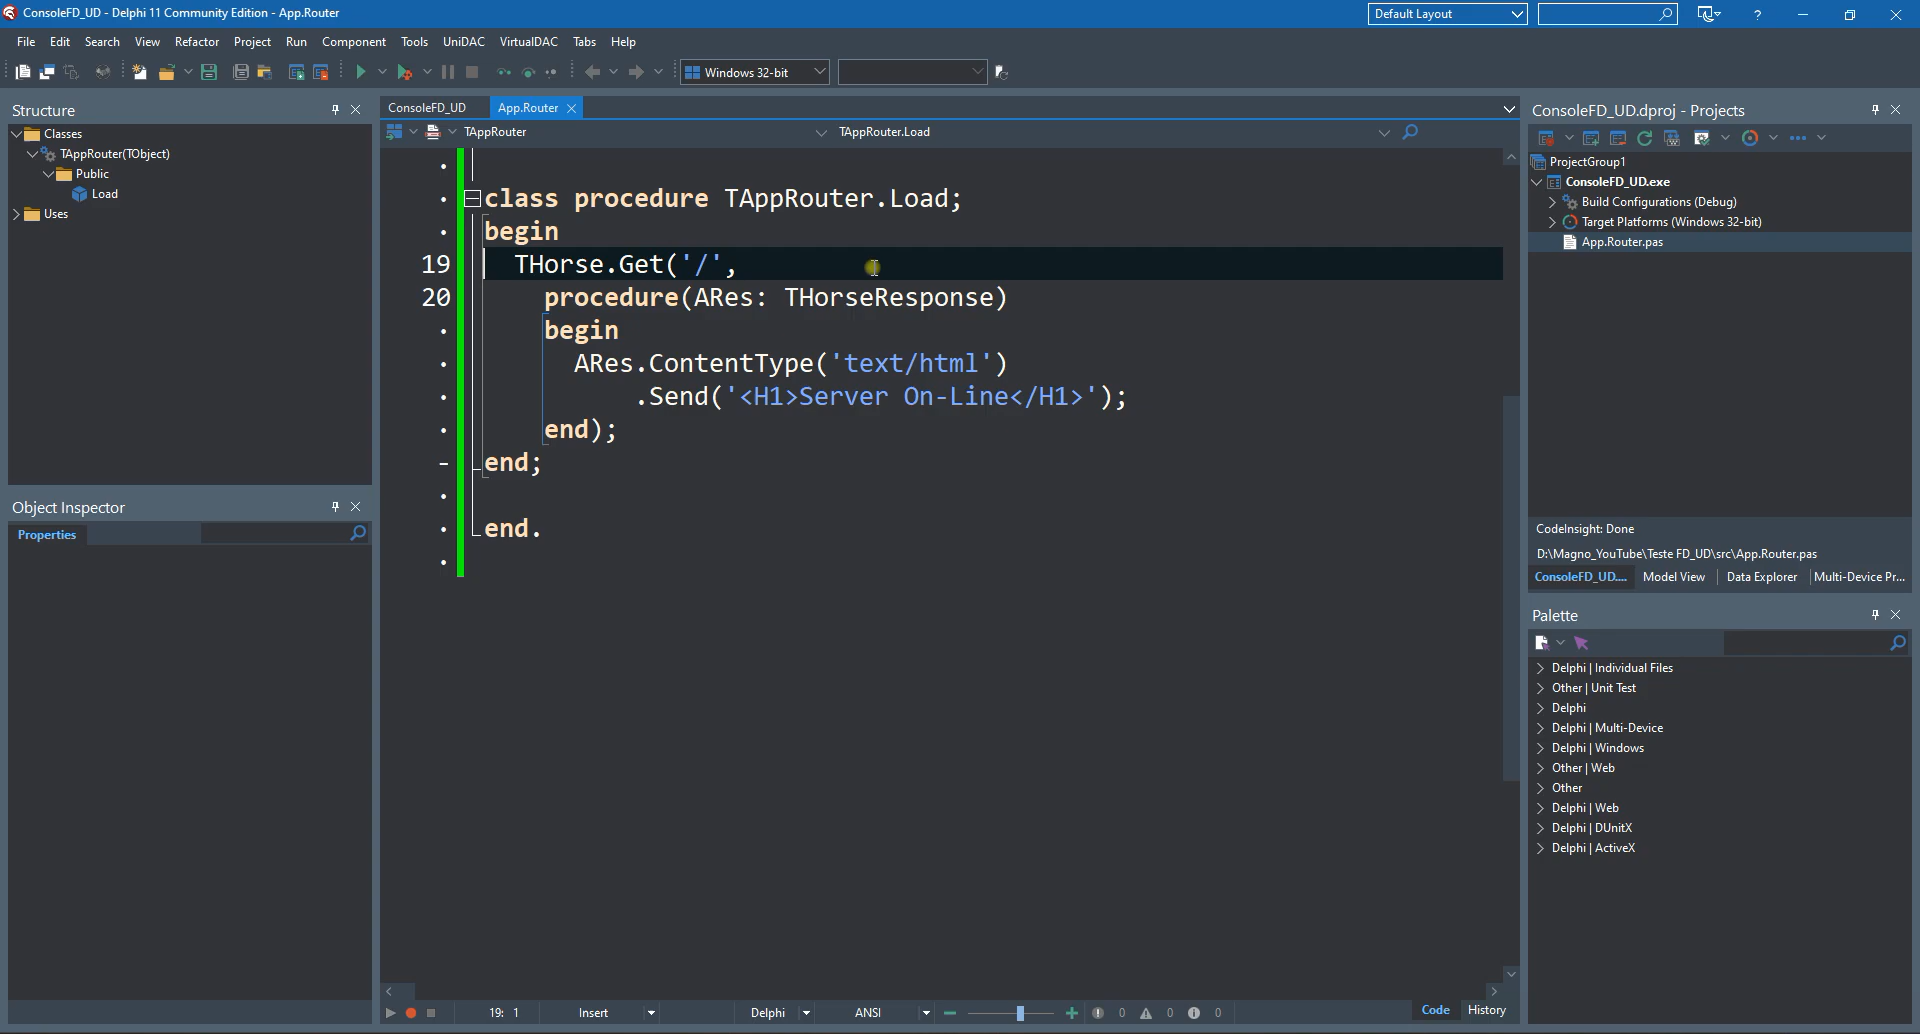 ConsoleFD_UD - Delphi 11 Community Edition - App.Router
Default Layout
?
File Edit Search View Refactor Project Run Component Tools UniDAC VirtualDAC Tabs Help
Windows 32-bit
Structure
Classes
TAppRouter(TObject)
Public
Load
Uses
Object Inspector
Properties
ConsoleFD_UD App.Router
TAppRouter TAppRouter.Load
class procedure TAppRouter.Load;
begin
19 THorse.Get('/',
20 procedure(ARes: THorseResponse)
begin
ARes.ContentType('text/html')
.Send('<H1>Server On-Line</H1>');
end);
end;
end.
19: 1 Insert Delphi ANSI 0 0 0 Code History
ConsoleFD_UD.dproj - Projects
ProjectGroup1
ConsoleFD_UD.exe
Build Configurations (Debug)
Target Platforms (Windows 32-bit)
App.Router.pas
CodeInsight: Done
D:\Magno_YouTube\Teste FD_UD\src\App.Router.pas
ConsoleFD_UD.... Model View Data Explorer Multi-Device Pr...
Palette
Delphi | Individual Files
Other | Unit Test
Delphi
Delphi | Multi-Device
Delphi | Windows
Other | Web
Other
Delphi | Web
Delphi | DUnitX
Delphi | ActiveX